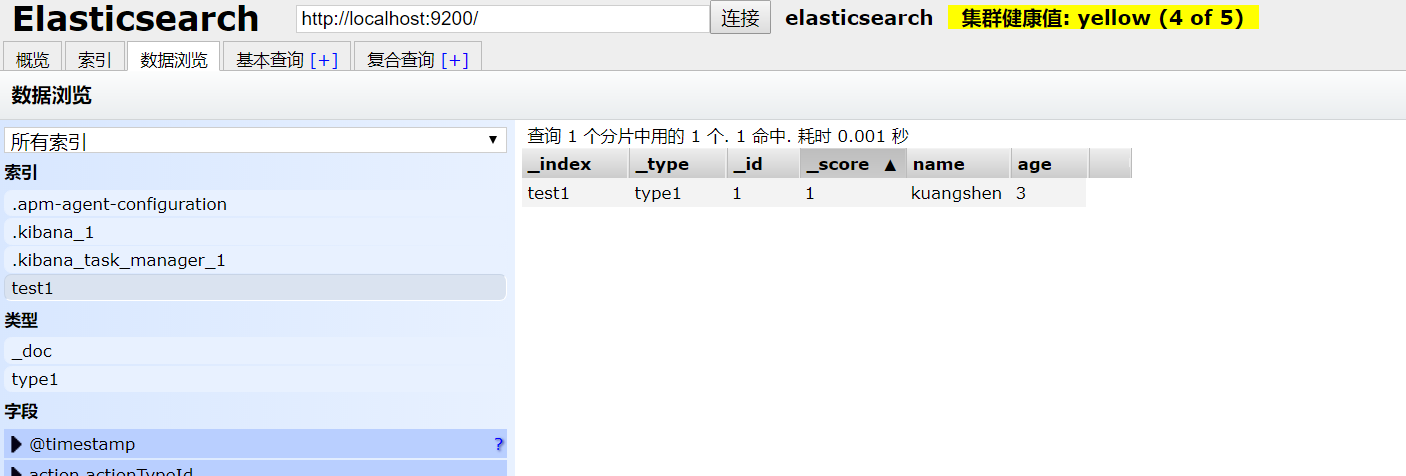 Elasticsearch http://localhost:9200/ 连接 elasticsearch 集群健康值: yellow (4 of 5)
概览 索引 数据浏览 基本查询 [+] 复合查询 [+]
数据浏览
所有索引 ▼
索引
.apm-agent-configuration
.kibana_1
.kibana_task_manager_1
test1
类型
_doc
type1
字段
@timestamp ?
action.actionTypeId
查询 1 个分片中用的 1 个. 1 命中. 耗时 0.001 秒
_index _type _id _score ▲ name age
test1 type1 1 1 kuangshen 3